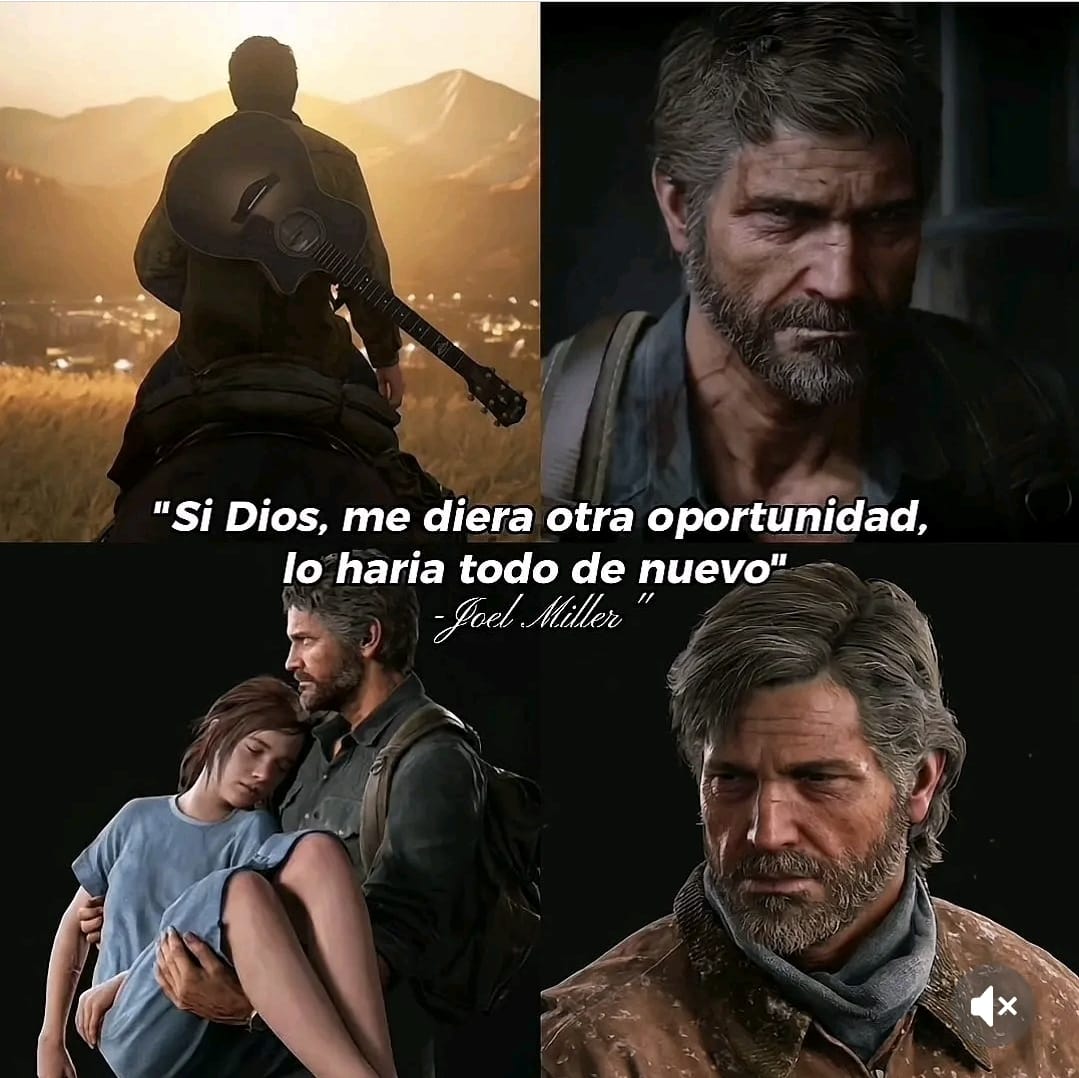 "Si Dios, me diera otra oportunidad,
lo haria todo de nuevo"
-Joel Miller "